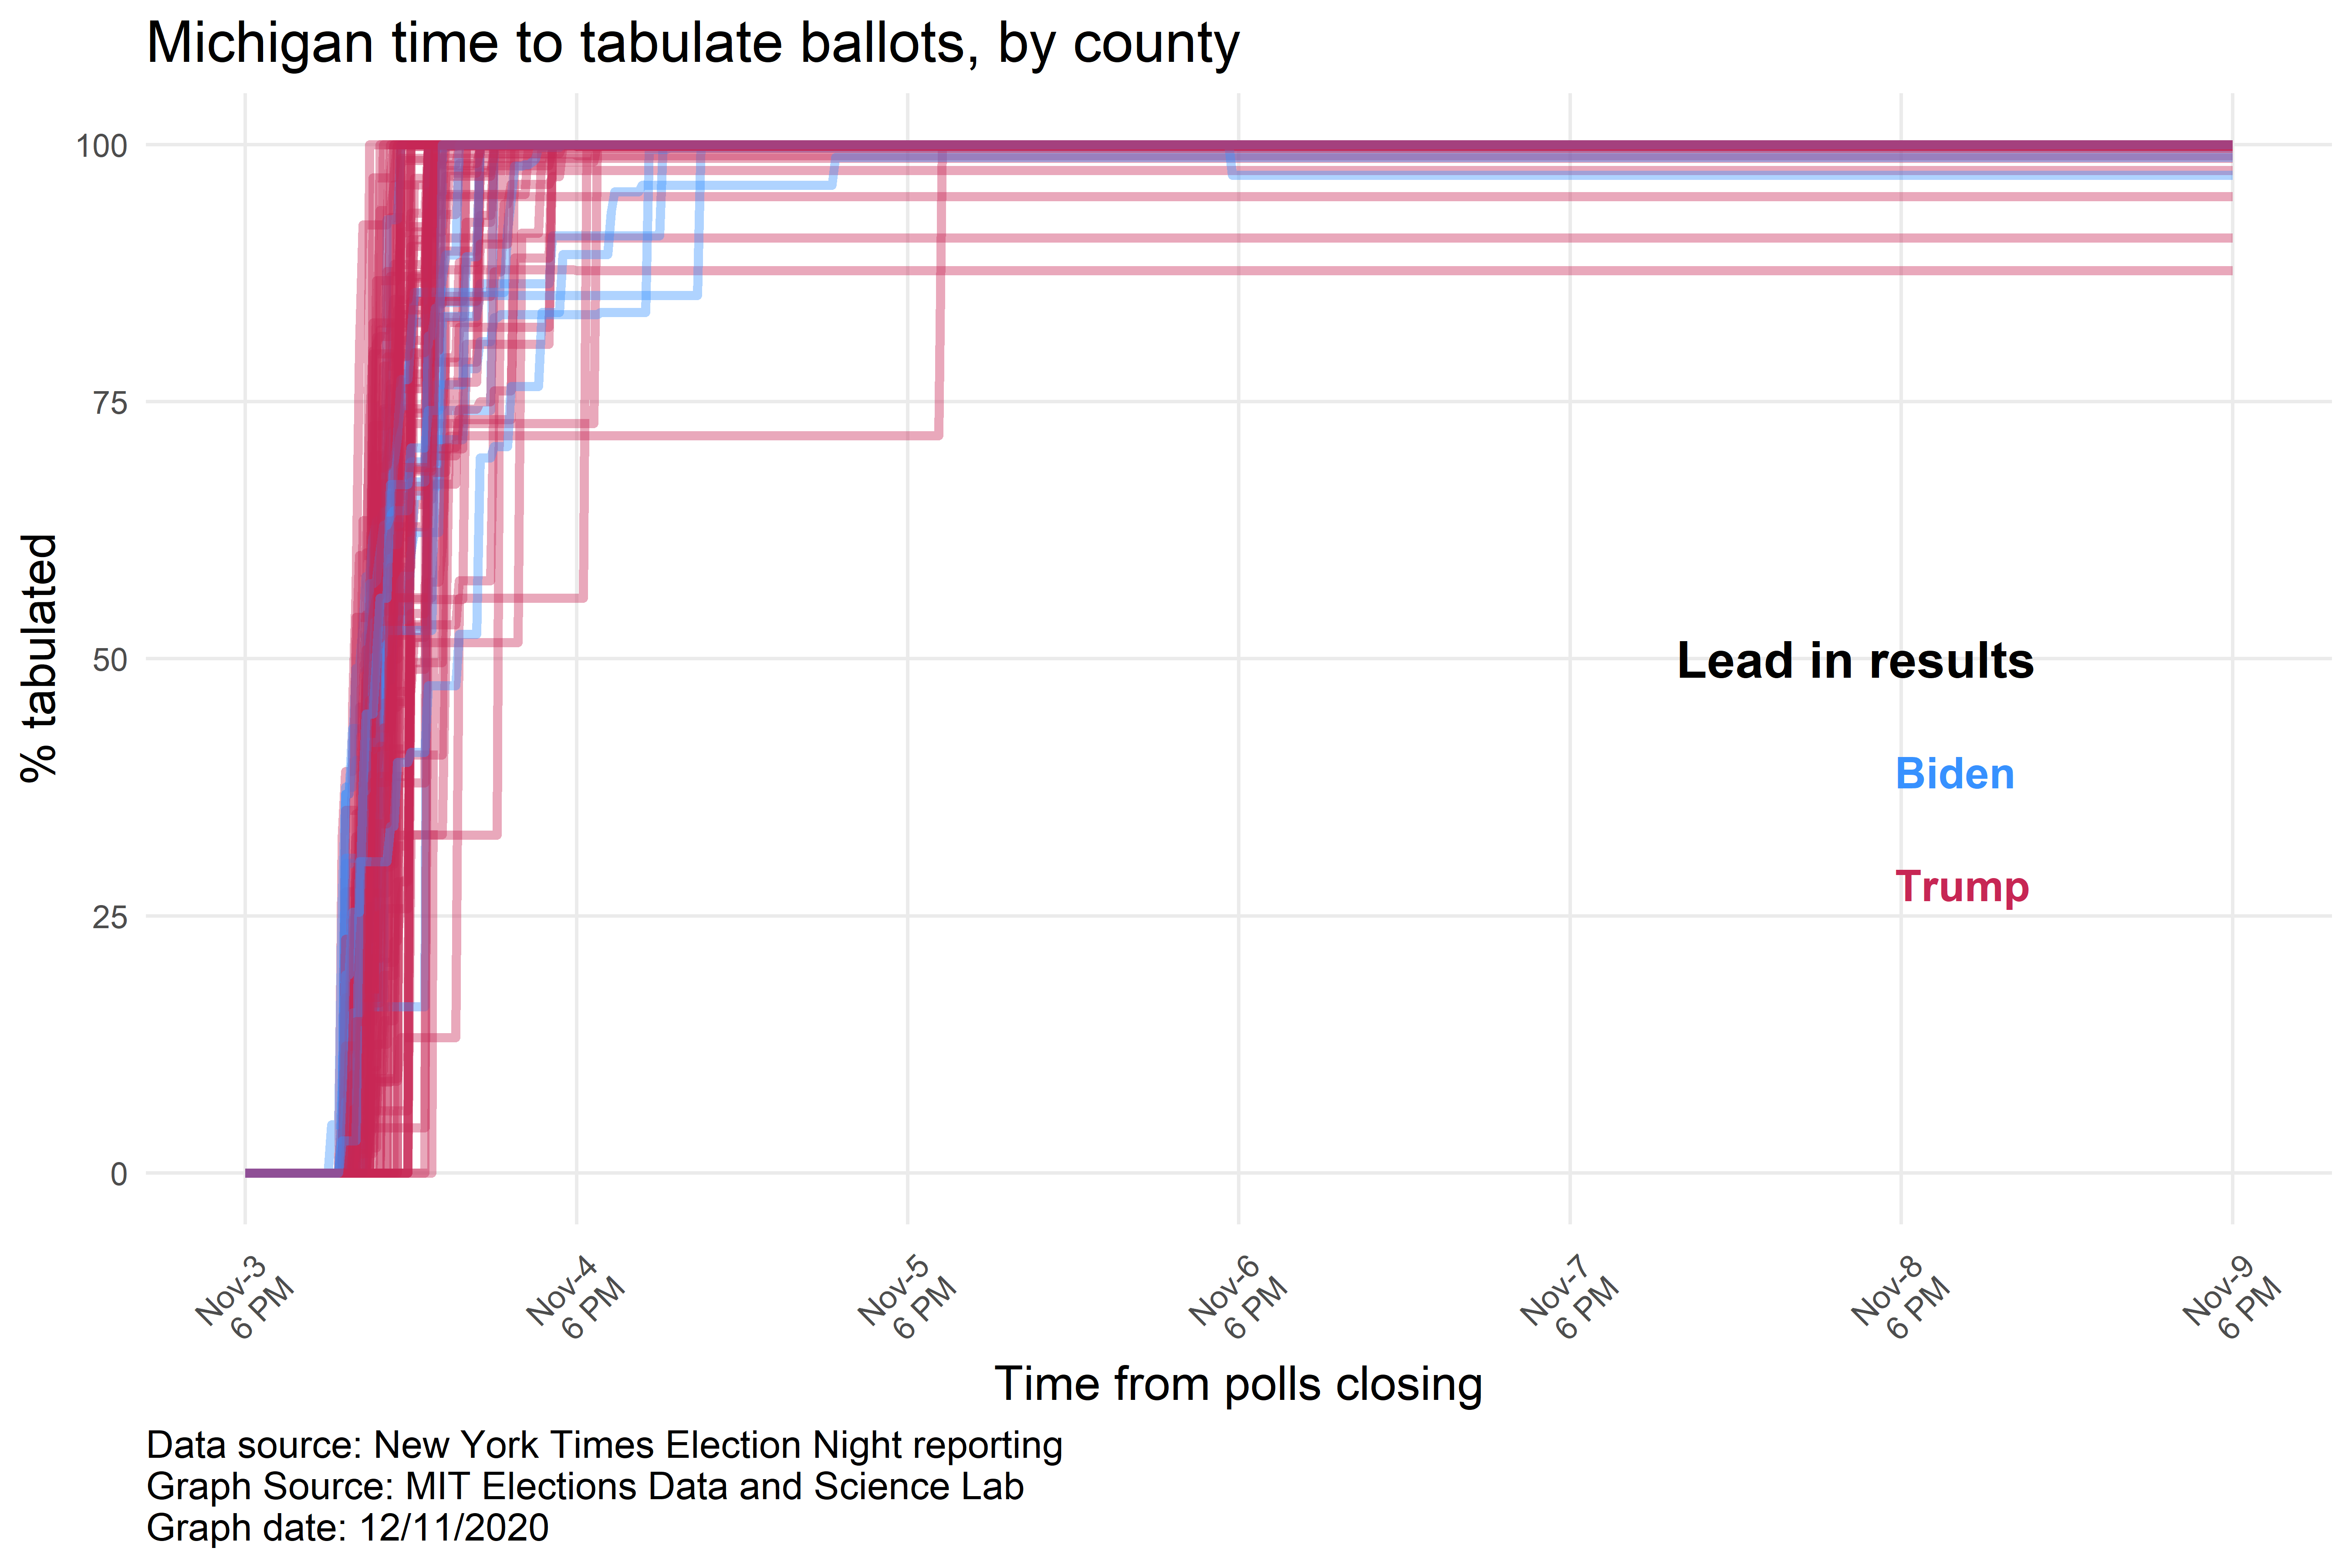 Michigan time to tabulate ballots, by county
100
75
50
25
0
% tabulated
Lead in results
Biden
Trump
Nov-3
6 PM
Nov-4
6 PM
Nov-5
6 PM
Nov-6
6 PM
Nov-7
6 PM
Nov-8
6 PM
Nov-9
6 PM
Time from polls closing
Data source: New York Times Election Night reporting
Graph Source: MIT Elections Data and Science Lab
Graph date: 12/11/2020